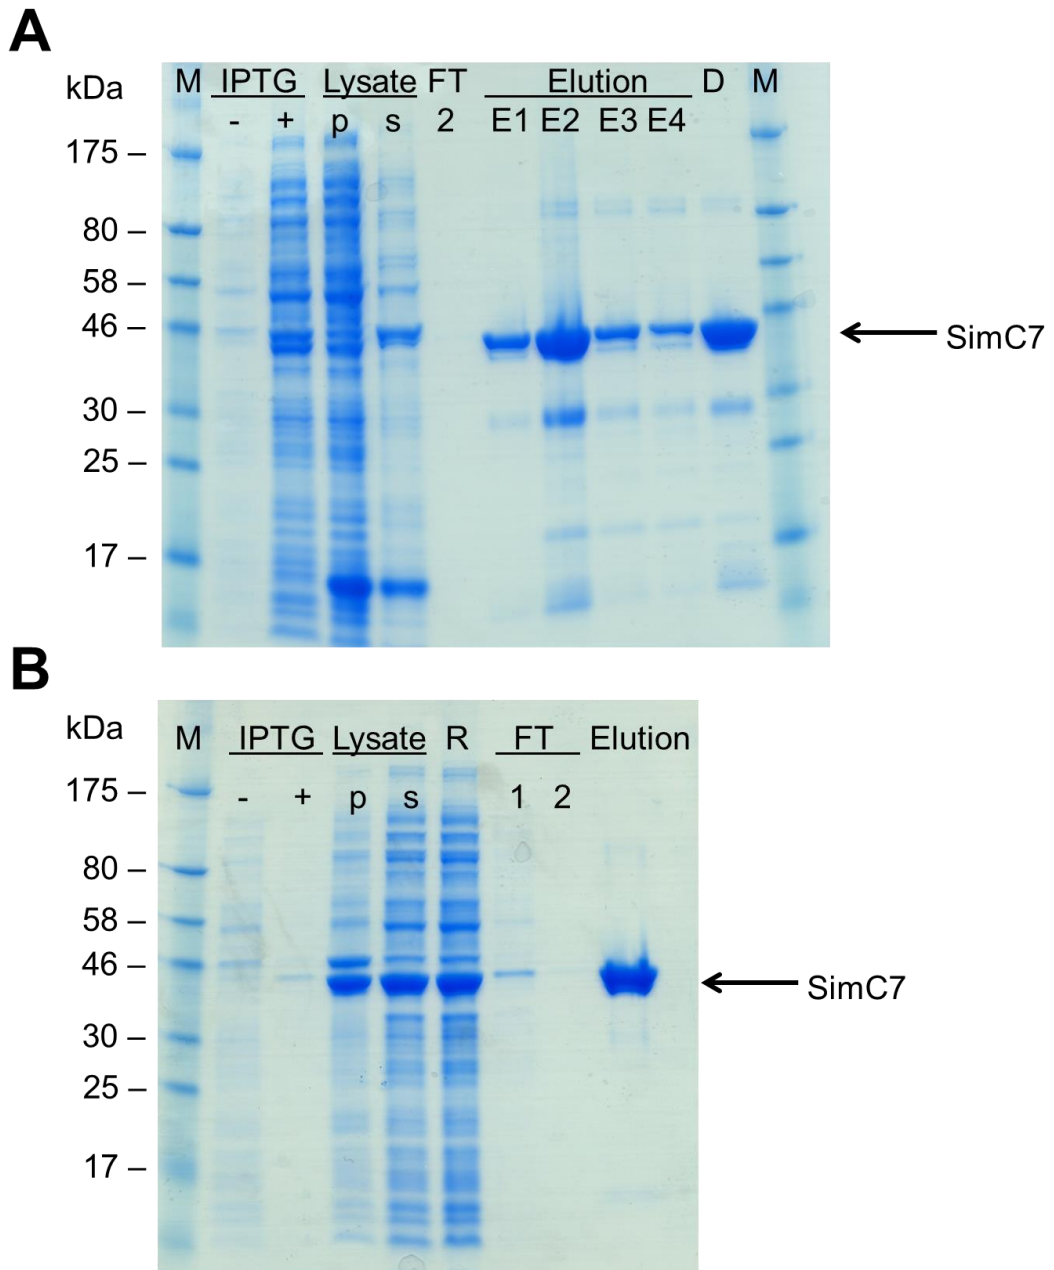 A
kDa M IPTG Lysate FT Elution D M
- + p s 2 E1 E2 E3 E4
175 –
80 –
58 –
46 –
SimC7
30 –
25 –
17 –
B
kDa M IPTG Lysate R FT Elution
- + p s 1 2
175 –
80 –
58 –
46 –
SimC7
30 –
25 –
17 –